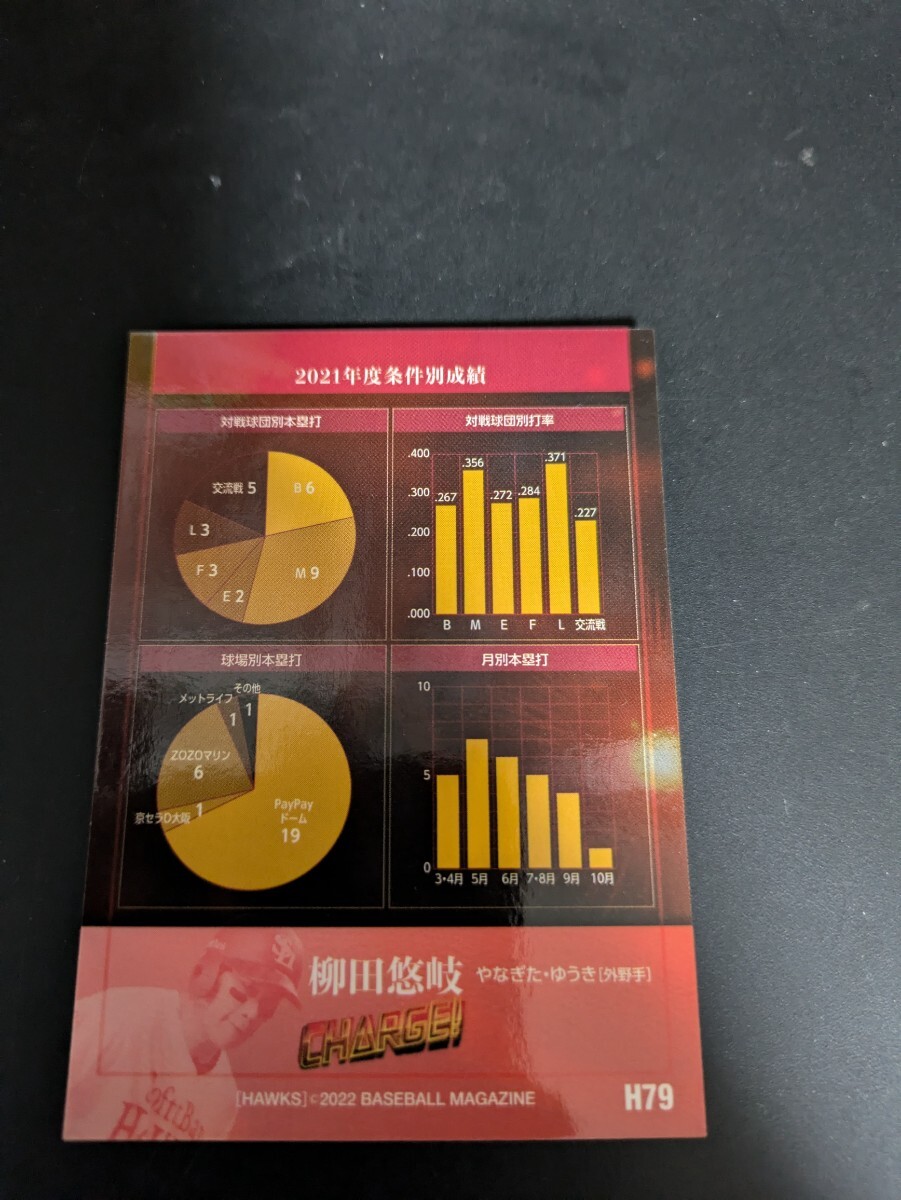 2021年度条件別成績
対戦球団別本塁打
交流戦 5
B 6
L 3
F 3
E 2
M 9
対戦球団別打率
.400
.300
.200
.100
.000
.267
.356
.272
.284
.371
.227
B M E F L 交流戦
球場別本塁打
その他
1
メットライフ
1
ZOZOマリン
6
京セラD大阪
1
PayPay
ドーム
19
月別本塁打
10
5
0
3・4月 5月 6月 7・8月 9月 10月
柳田悠岐 やなぎた・ゆうき[外野手]
CHARGE!
[HAWKS]©2022 BASEBALL MAGAZINE
H79